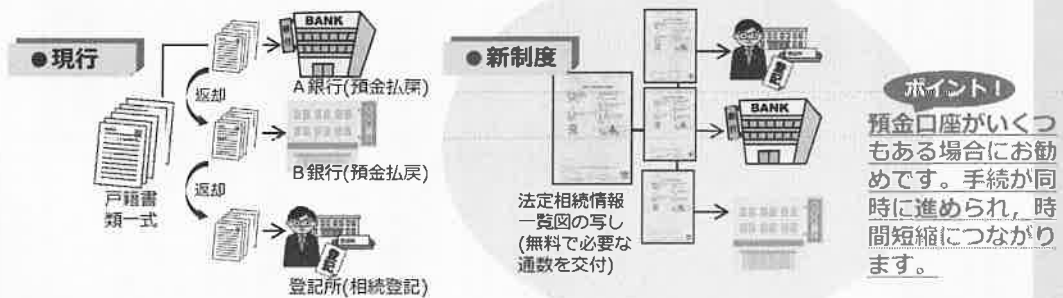 ●現行
BANK
A銀行(預金払戻)
返却
B銀行(預金払戻)
返却
戸籍書
類一式
登記所(相続登記)
●新制度
BANK
法定相続情報
一覧図の写し
(無料で必要な
通数を交付)
ポイント!
預金口座がいくつ
もある場合にお勧
めです。手続が同
時に進められ，時
間短縮につながり
ます。